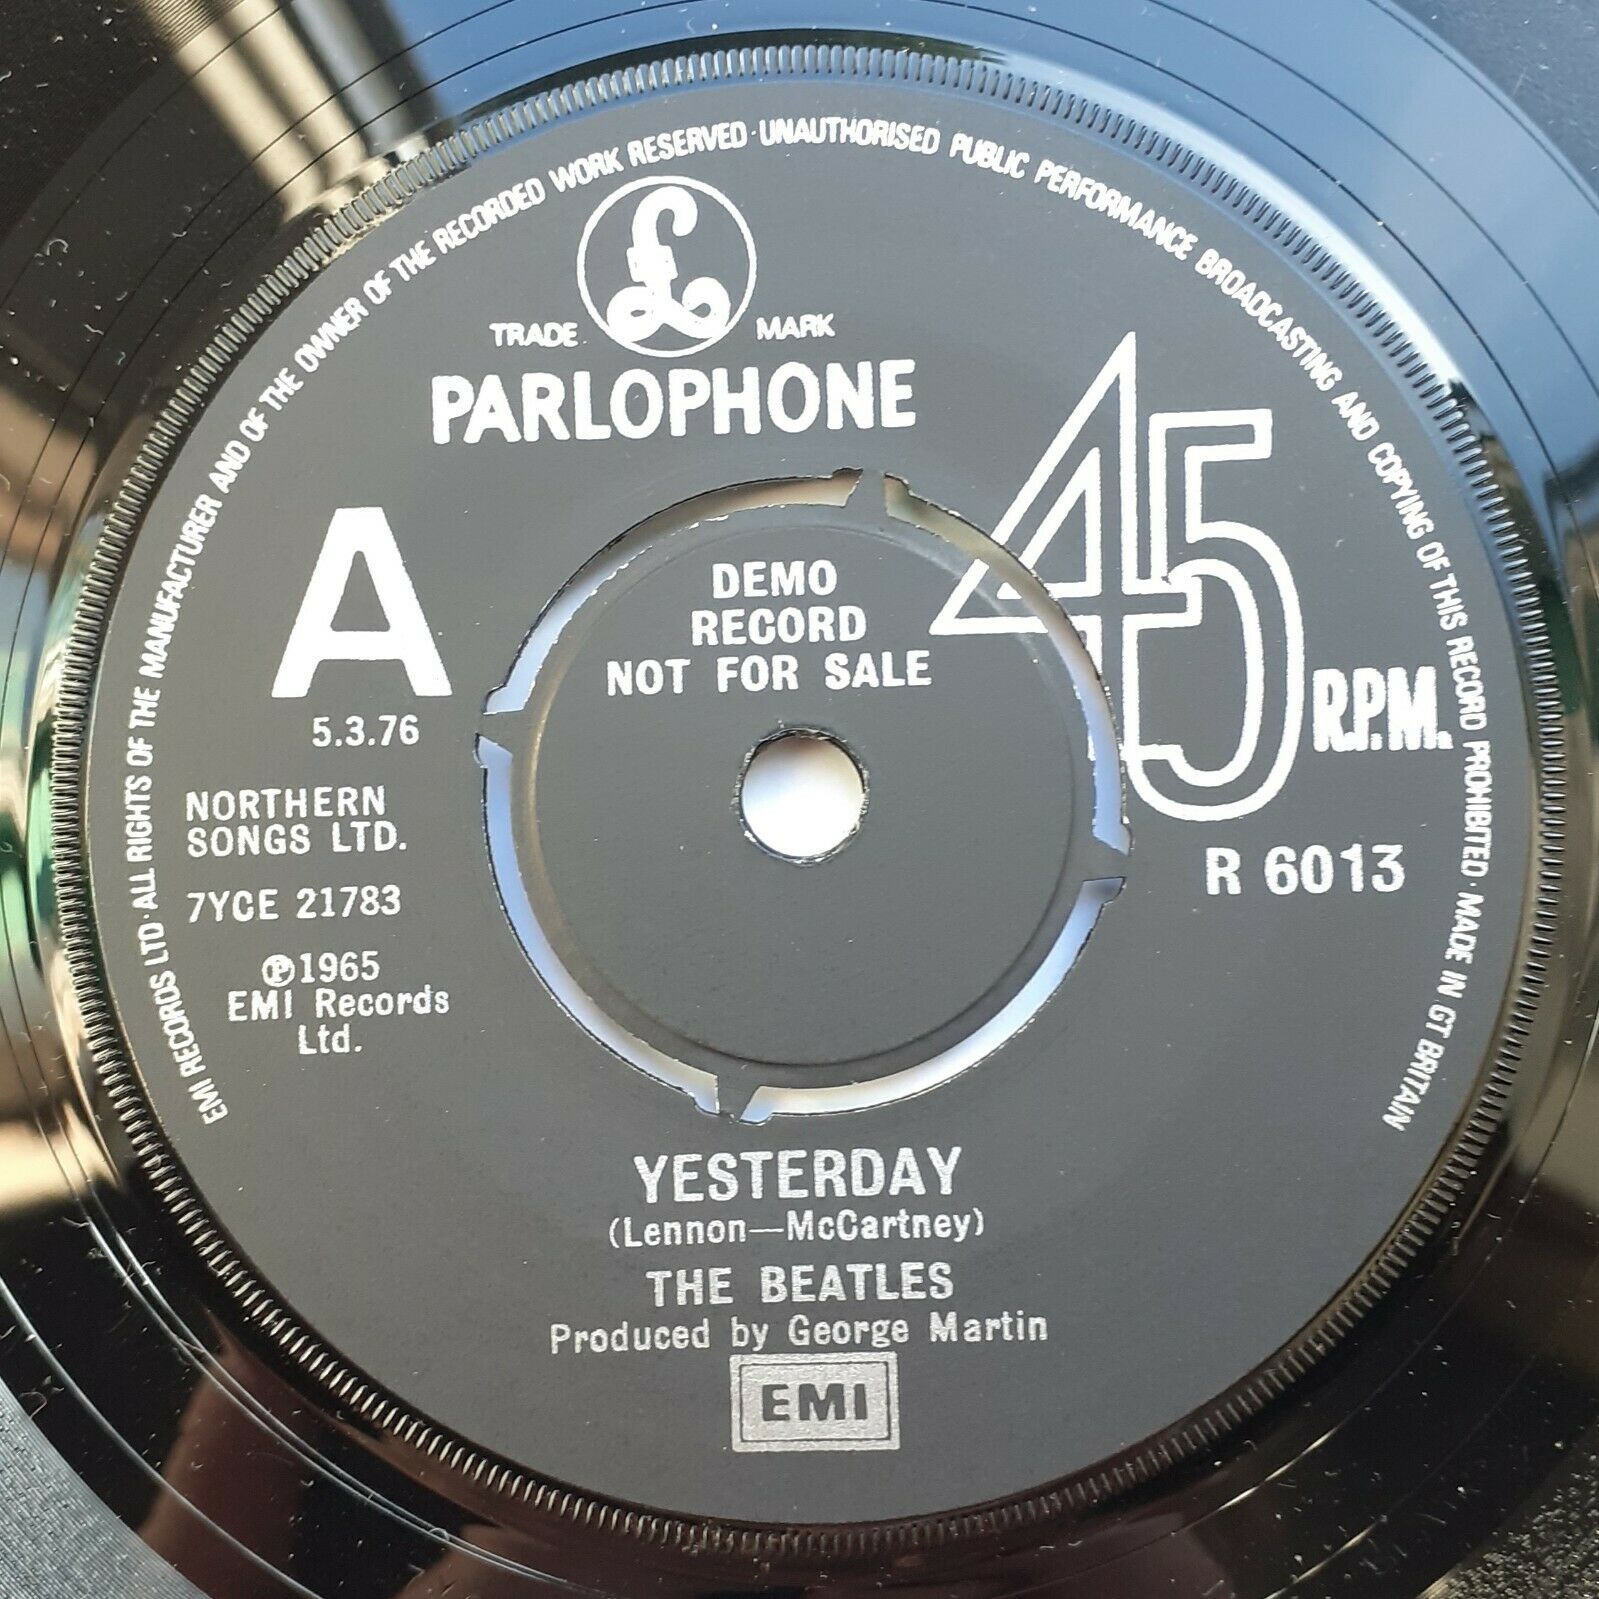 EMI RECORDS LTD · ALL RIGHTS OF THE MANUFACTURER AND OF THE OWNER OF THE RECORDED WORK RESERVED · UNAUTHORISED PUBLIC PERFORMANCE BROADCASTING AND COPYING OF THIS RECORD PROHIBITED · MADE IN GT BRITAIN
£
TRADE MARK
PARLOPHONE
45 R.P.M.
A
5.3.76
DEMO
RECORD
NOT FOR SALE
NORTHERN
SONGS LTD.
7YCE 21783
℗1965
EMI Records
Ltd.
R 6013
YESTERDAY
(Lennon—McCartney)
THE BEATLES
Produced by George Martin
EMI